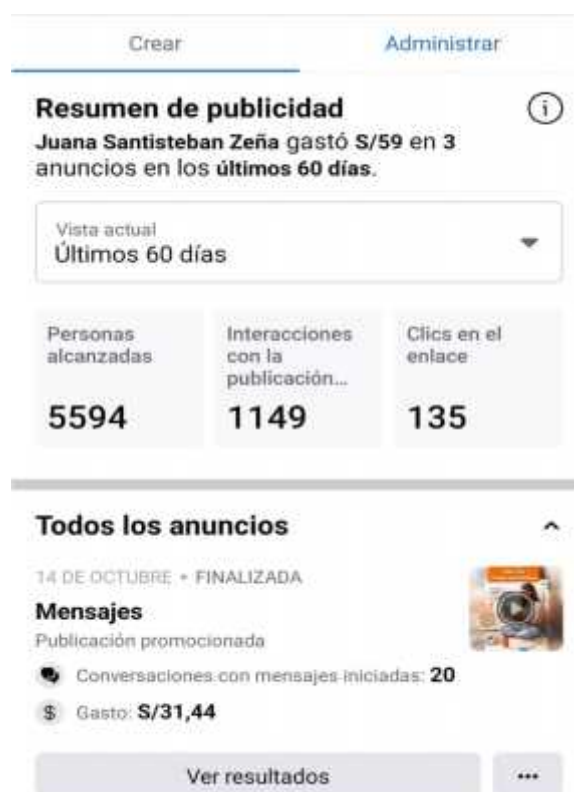 Crear
Administrar
Resumen de publicidad
Juana Santisteban Zeña gastó S/59 en 3
anuncios en los últimos 60 días.
Vista actual
Últimos 60 días
Personas
alcanzadas
5594
Interacciones
con la
publicación...
1149
Clics en el
enlace
135
Todos los anuncios
14 DE OCTUBRE • FINALIZADA
Mensajes
Publicación promocionada
Conversaciones con mensajes iniciadas: 20
$ Gasto: S/31,44
Ver resultados
...